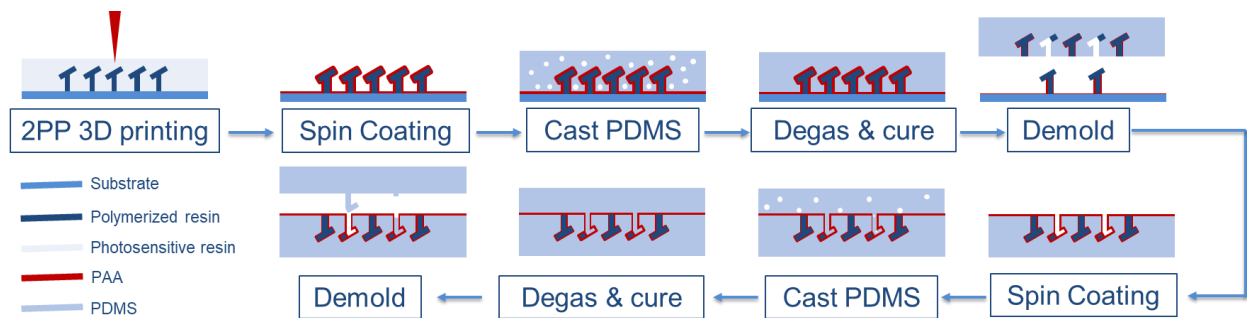 2PP 3D printing
Spin Coating
Cast PDMS
Degas & cure
Demold
Substrate
Polymerized resin
Photosensitive resin
PAA
PDMS
Demold
Degas & cure
Cast PDMS
Spin Coating